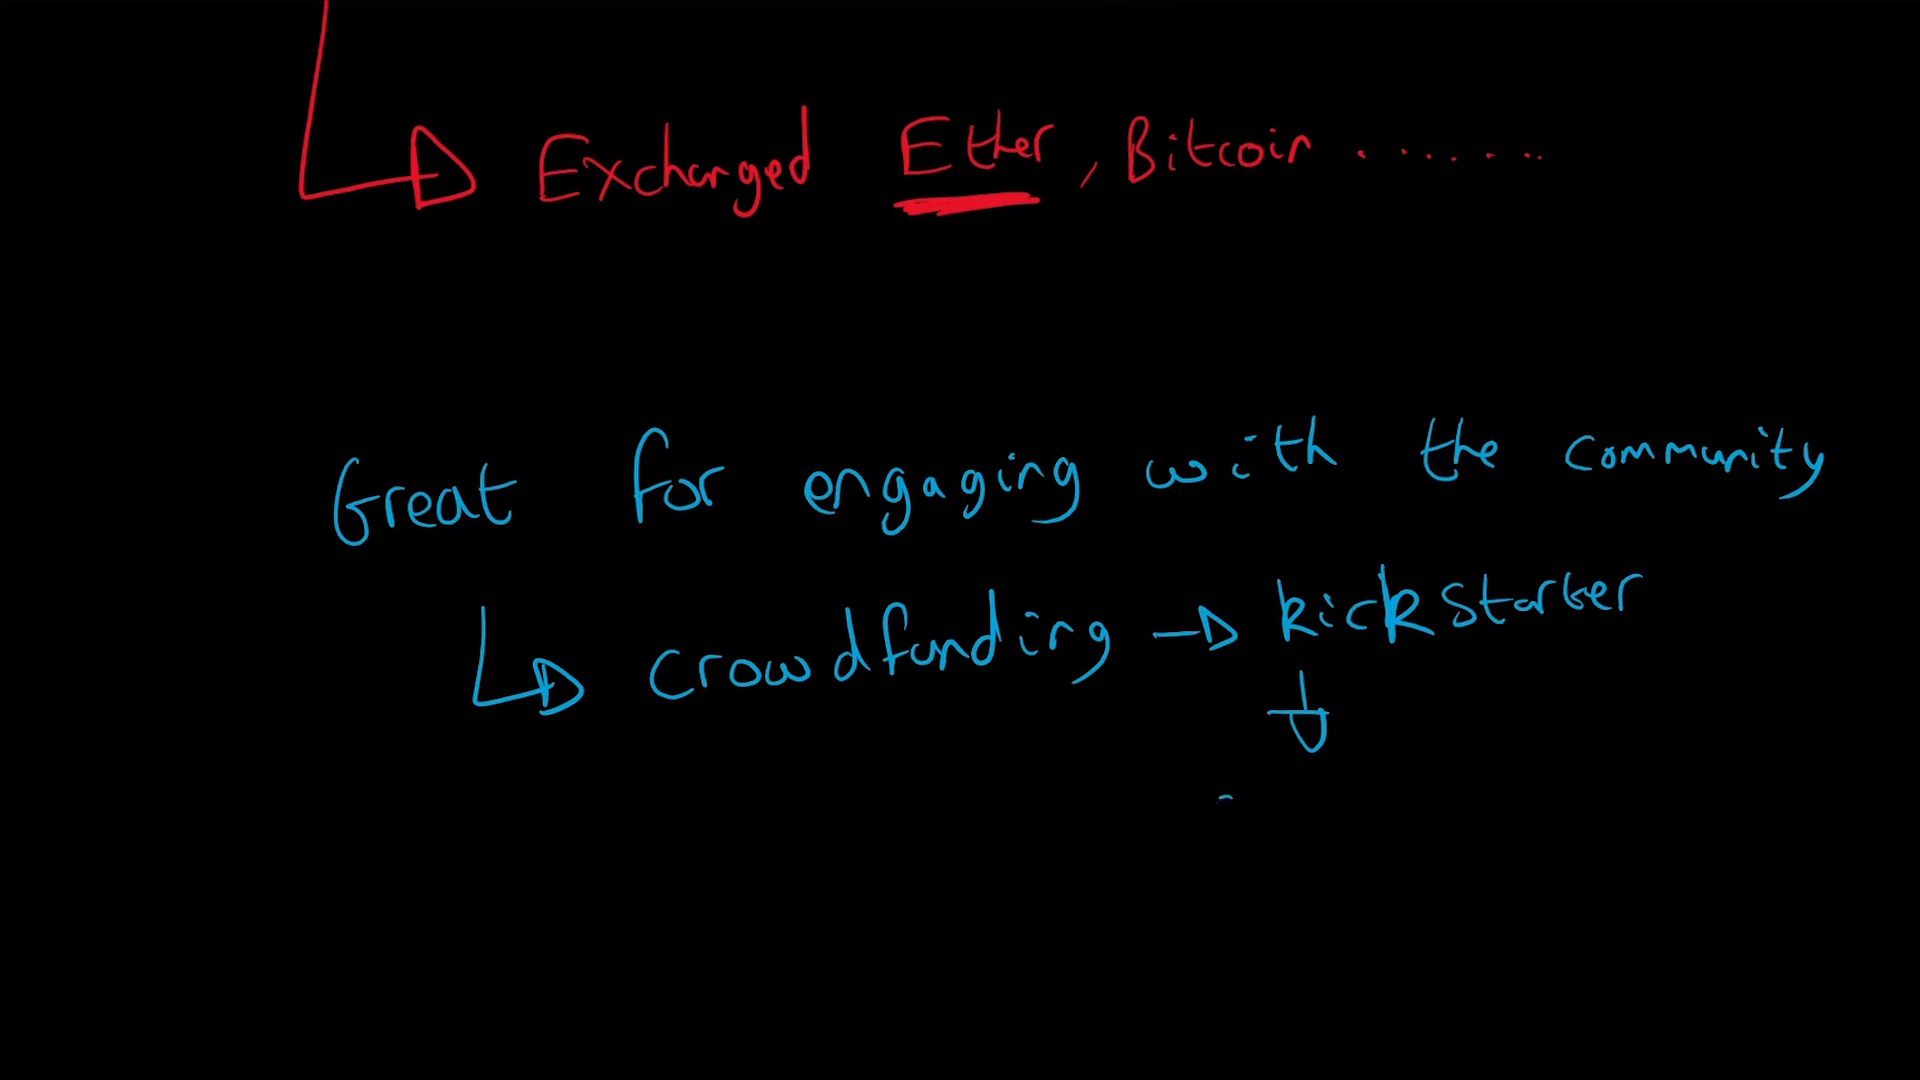 Exchanged Ether, Bitcoin .......
Great for engaging with the community
crowdfunding → kickstarter